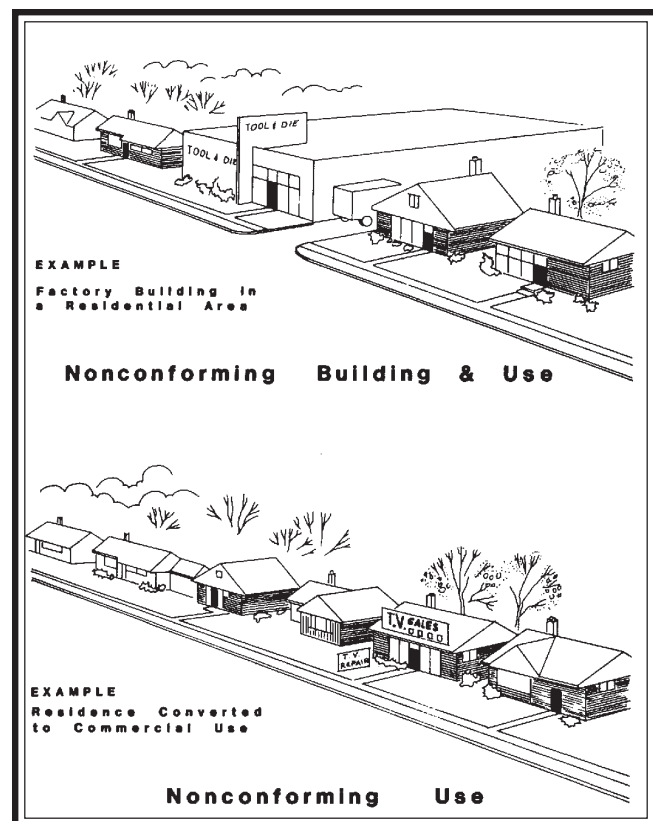 TOOL & DIE
TOOL & DIE
EXAMPLE
Factory Building in
a Residential Area
Nonconforming Building & Use
T.V. SALES
T V
REPAIR
EXAMPLE
Residence Converted
to Commercial Use
Nonconforming Use